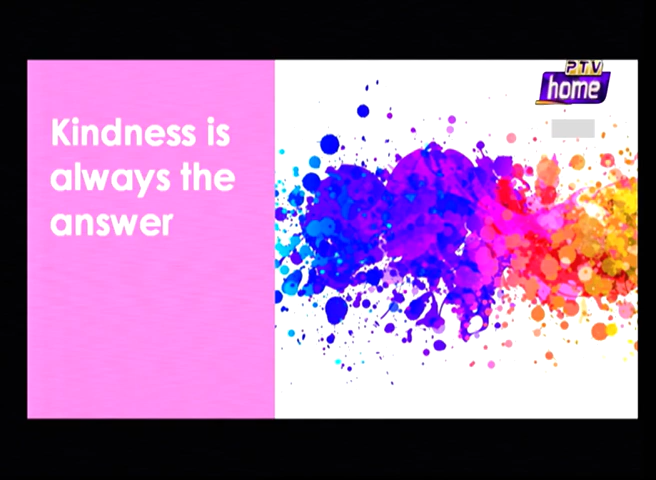 PTV
home
Kindness is
always the
answer